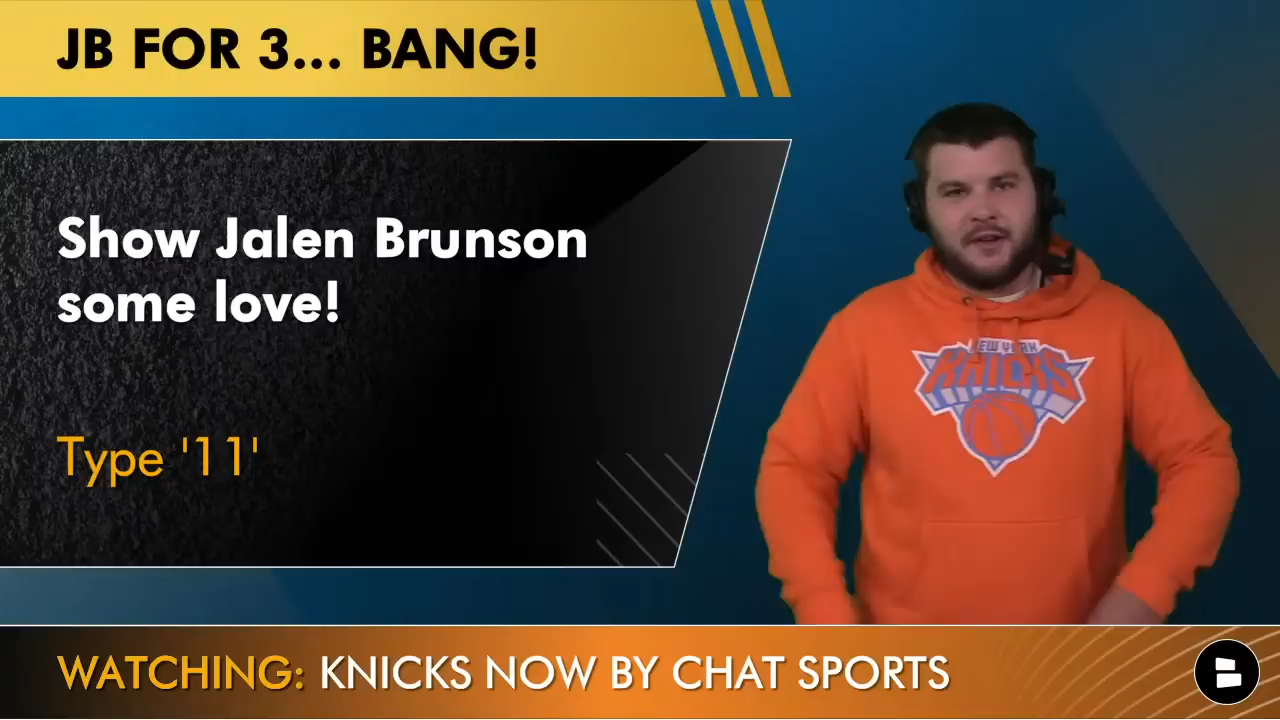 JB FOR 3... BANG!
Show Jalen Brunson
some love!
Type '11'
NEW YORK
KNICKS
WATCHING: KNICKS NOW BY CHAT SPORTS